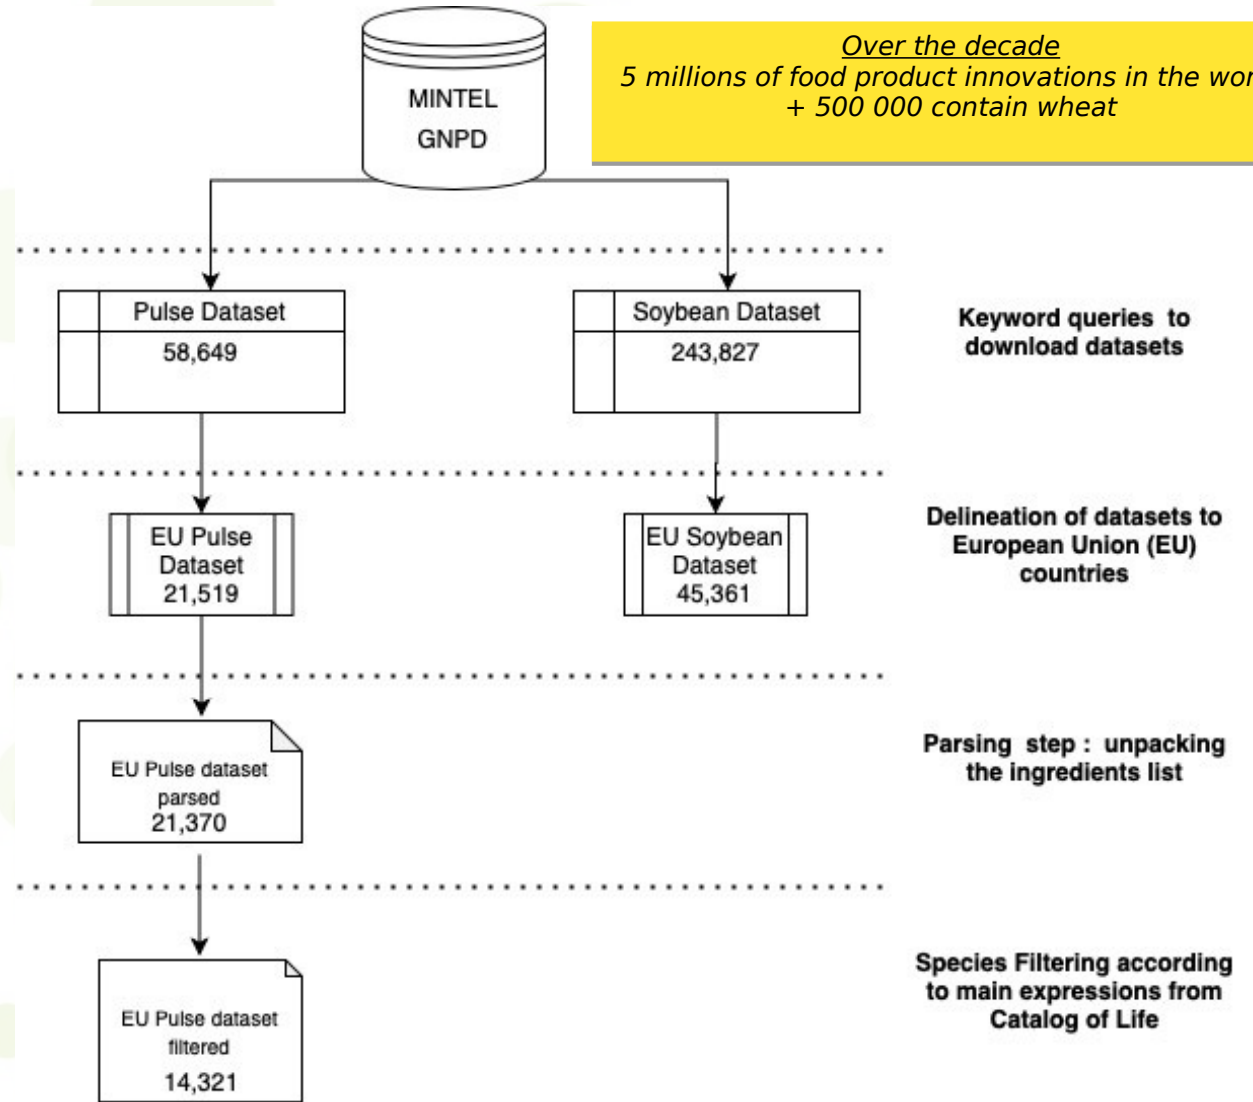 MINTEL
GNPD
Over the decade
5 millions of food product innovations in the
+ 500 000 contain wheat
Pulse Dataset
58,649
Soybean Dataset
243,827
Keyword queries to
download datasets
EU Pulse
Dataset
21,519
EU Soybean
Dataset
45,361
Delineation of datasets to
European Union (EU)
countries
EU Pulse dataset
parsed
21,370
Parsing step : unpacking
the ingredients list
EU Pulse dataset
filtered
14,321
Species Filtering according
to main expressions from
Catalog of Life